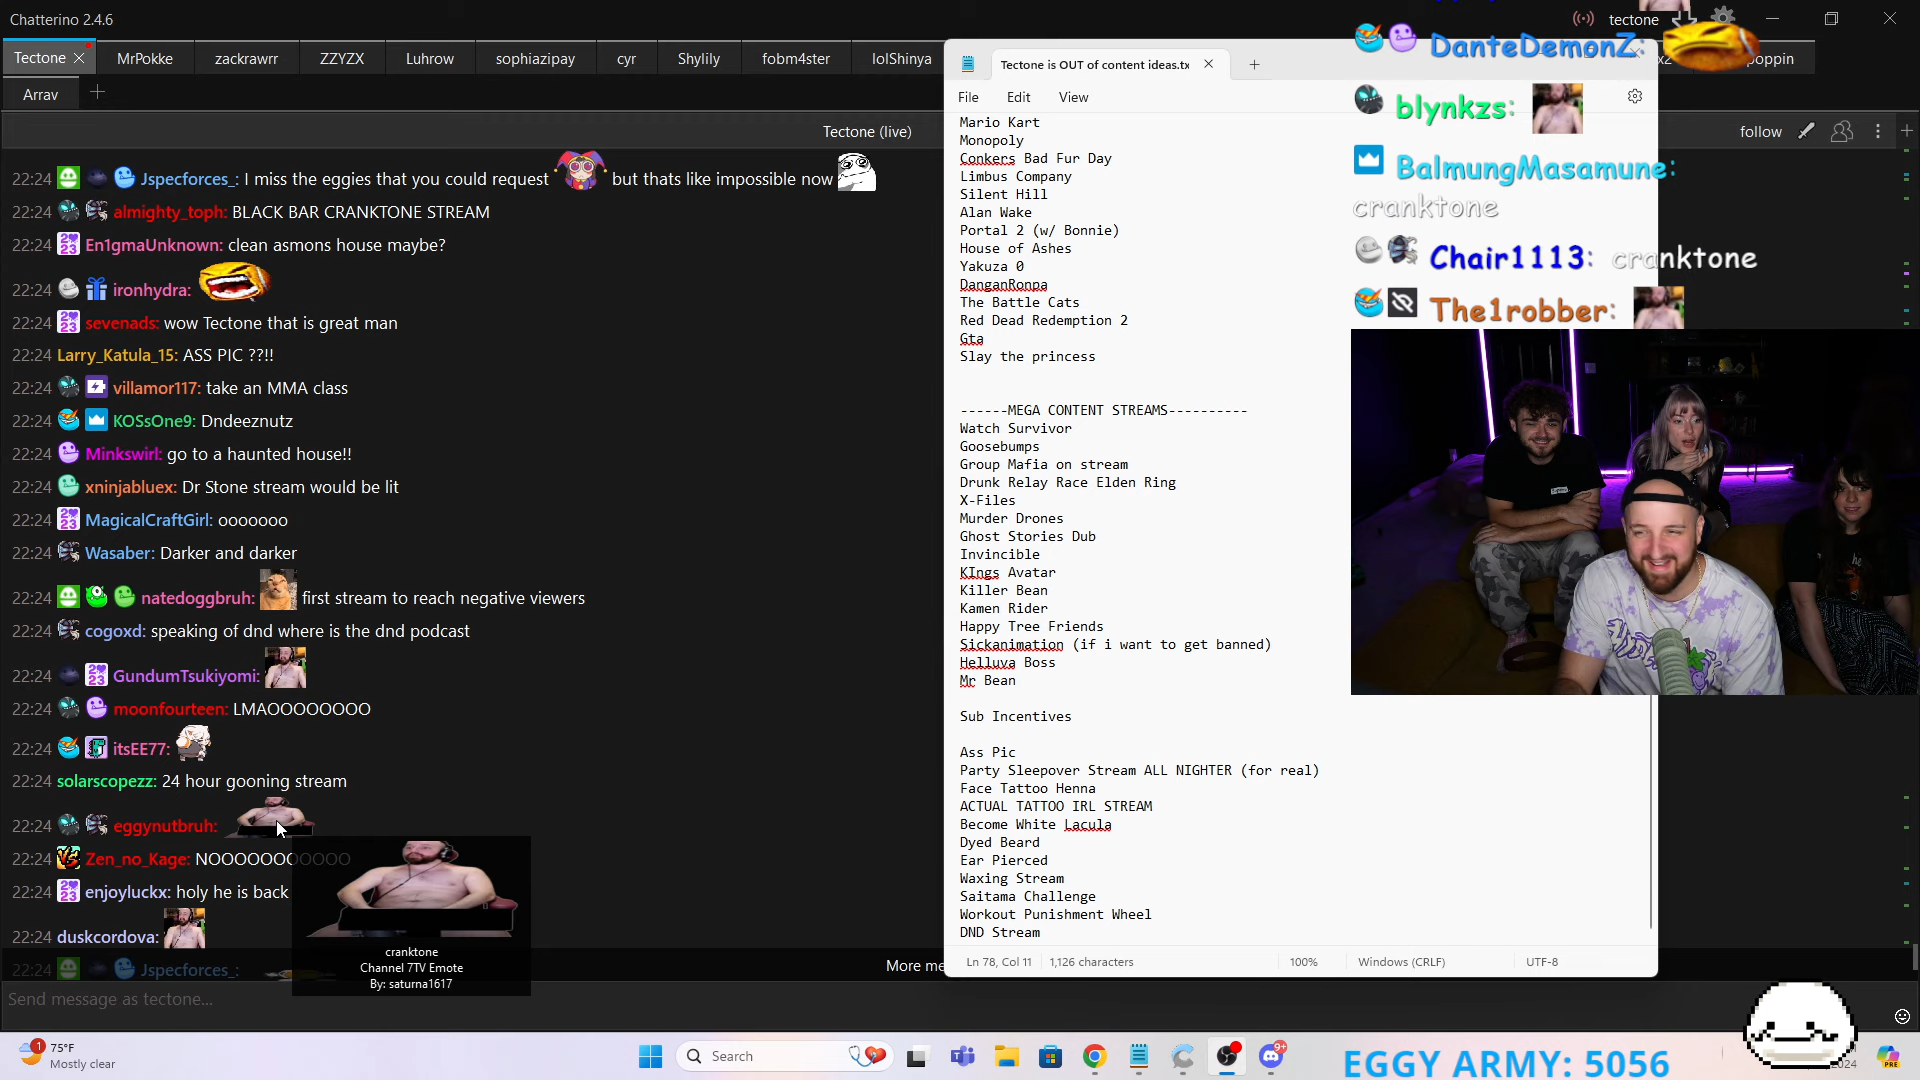 Chatterino 2.4.6
tectone
Tectone
MrPokke
zackrawrr
ZZYZX
Luhrow
sophiazipay
cyr
Shylily
fobm4ster
lolShinya
poppin
Arrav
Tectone (live)
follow
22:24 Jspecforces_: I miss the eggies that you could request but thats like impossible now
22:24 almighty_toph: BLACK BAR CRANKTONE STREAM
22:24 En1gmaUnknown: clean asmons house maybe?
22:24 ironhydra:
22:24 sevenads: wow Tectone that is great man
22:24 Larry_Katula_15: ASS PIC ??!!
22:24 villamor117: take an MMA class
22:24 KOSsOne9: Dndeeznutz
22:24 Minkswirl: go to a haunted house!!
22:24 xninjabluex: Dr Stone stream would be lit
22:24 MagicalCraftGirl: ooooooo
22:24 Wasaber: Darker and darker
22:24 natedoggbruh: first stream to reach negative viewers
22:24 cogoxd: speaking of dnd where is the dnd podcast
22:24 GundumTsukiyomi:
22:24 moonfourteen: LMAOOOOOOOO
22:24 itsEE77:
22:24 solarscopezz: 24 hour gooning stream
22:24 eggynutbruh:
22:24 Zen_no_Kage: NOOOOOOOOOOO
22:24 enjoyluckx: holy he is back
22:24 duskcordova:
22:24 Jspecforces_:
cranktone
Channel 7TV Emote
By: saturna1617
More me
Send message as tectone...
Tectone is OUT of content ideas.tx
File Edit View
Mario Kart
Monopoly
Conkers Bad Fur Day
Limbus Company
Silent Hill
Alan Wake
Portal 2 (w/ Bonnie)
House of Ashes
Yakuza 0
DanganRonpa
The Battle Cats
Red Dead Redemption 2
Gta
Slay the princess
------MEGA CONTENT STREAMS----------
Watch Survivor
Goosebumps
Group Mafia on stream
Drunk Relay Race Elden Ring
X-Files
Murder Drones
Ghost Stories Dub
Invincible
KIngs Avatar
Killer Bean
Kamen Rider
Happy Tree Friends
Sickanimation (if i want to get banned)
Helluva Boss
Mr Bean
Sub Incentives
Ass Pic
Party Sleepover Stream ALL NIGHTER (for real)
Face Tattoo Henna
ACTUAL TATTOO IRL STREAM
Become White Lacula
Dyed Beard
Ear Pierced
Waxing Stream
Saitama Challenge
Workout Punishment Wheel
DND Stream
Ln 78, Col 11
1,126 characters
100%
Windows (CRLF)
UTF-8
DanteDemonZ:
blynkzs:
BalmungMasamune:
cranktone
Chair1113: cranktone
The1robber:
1
75°F
Mostly clear
Search
9+
EGGY ARMY: 5056
PRE